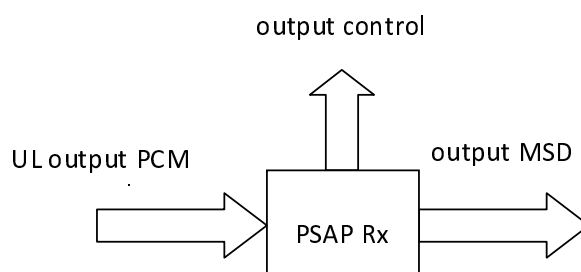 output control
UL output PCM
output MSD
PSAP Rx